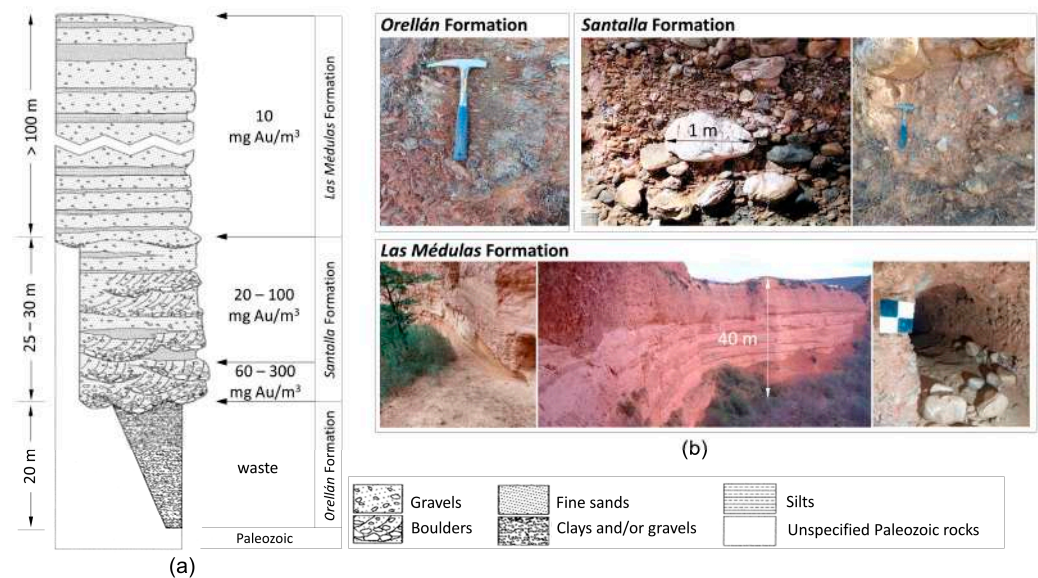 > 100 m
25 – 30 m
20 m
10
mg Au/m³
20 – 100
mg Au/m³
60 – 300
mg Au/m³
waste
Las Médulas Formation
Santalla Formation
Orellán Formation
Paleozoic
(a)
Orellán Formation
Santalla Formation
1 m
Las Médulas Formation
40 m
(b)
Gravels
Fine sands
Silts
Boulders
Clays and/or gravels
Unspecified Paleozoic rocks